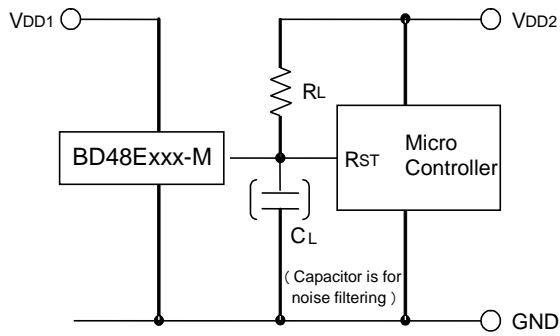 VDD1
VDD2
RL
BD48Exxx-M
RST
Micro
Controller
CL
( Capacitor is for
noise filtering )
GND